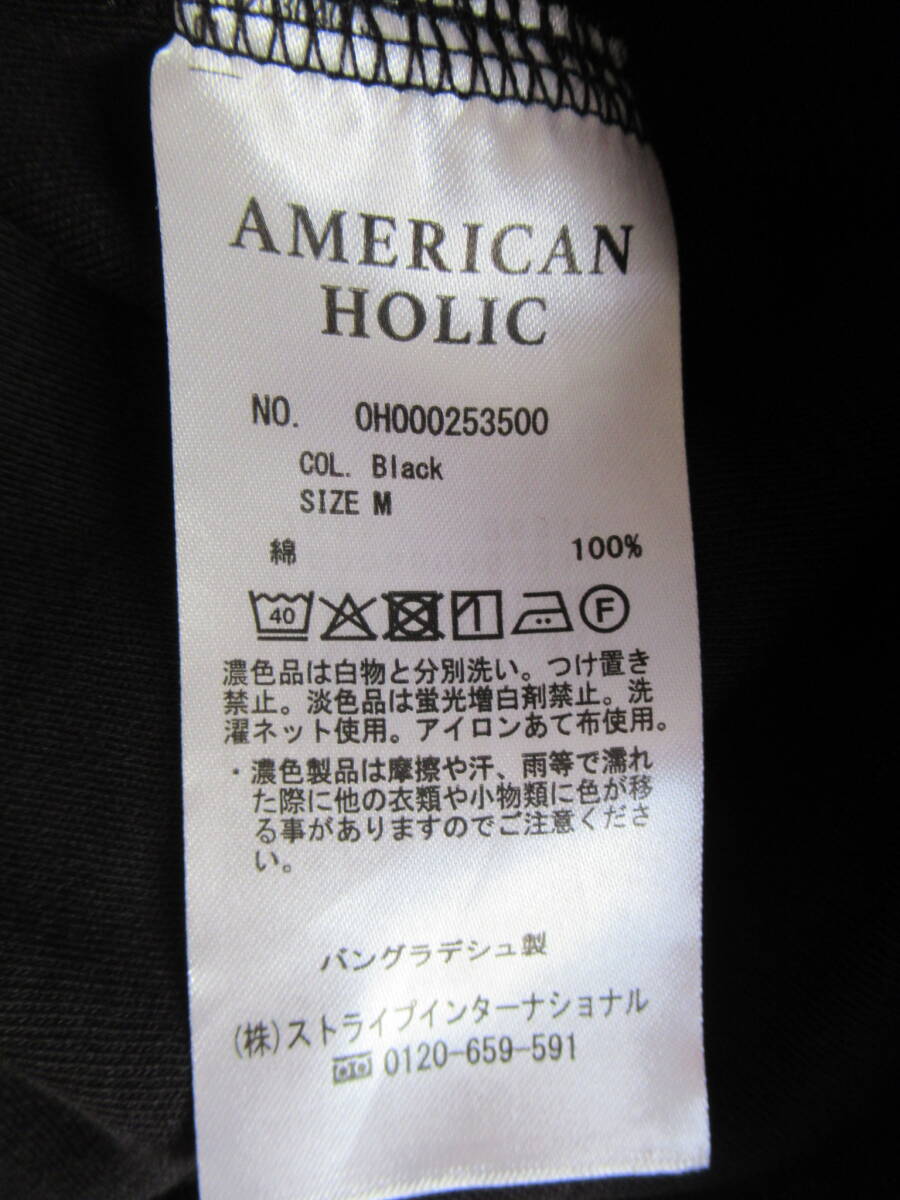 AMERICAN
HOLIC
NO. 0H000253500
COL. Black
SIZE M
綿 100%
40 F
濃色品は白物と分別洗い。つけ置き
禁止。淡色品は蛍光増白剤禁止。洗
濯ネット使用。アイロンあて布使用。
・濃色製品は摩擦や汗、雨等で濡れ
た際に他の衣類や小物類に色が移
る事がありますのでご注意くださ
い。
バングラデシュ製
(株)ストライプインターナショナル
0120-659-591